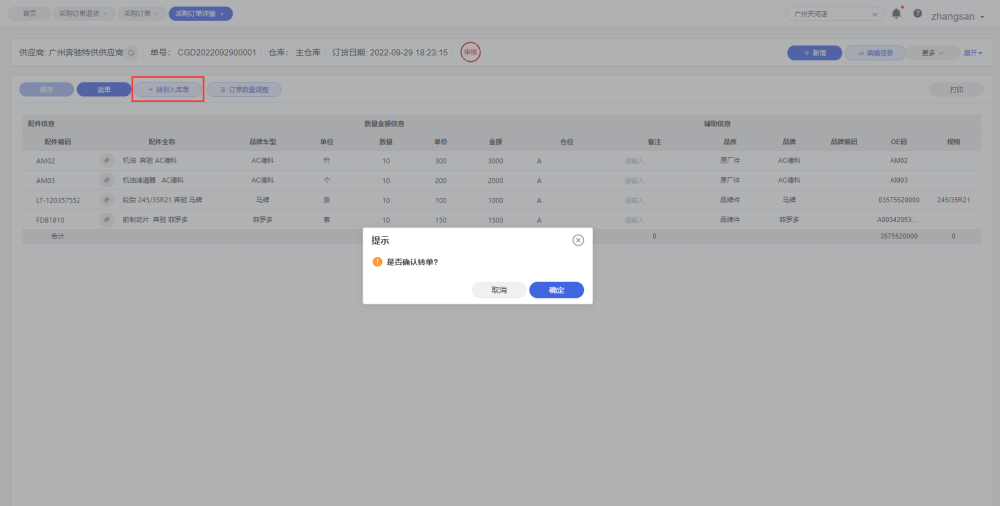 首页 采购订单退货 采购订单 采购订单详情 广州天河店 zhangsan
供应商: 广州奔驰特供供应商 单号: CGD2022092900001 仓库: 主仓库 订货日期: 2022-09-29 18:23:15 审核 + 新增 编辑信息 更多 展开
保存 返单 转到入库单 订单数量调整 打印
配件信息 数量金额信息 辅助信息
配件编码 配件全称 品牌车型 单位 数量 单价 金额 仓位 备注 品质 品牌 品牌编码 OE码 规格
AM02 机油 奔驰 AC德科 AC德科 升 10 300 3000 A 请输入 原厂件 AC德科 AM02
AM03 机油滤清器 AC德科 AC德科 个 10 200 2000 A 请输入 原厂件 AC德科 AM03
LT-120357552 轮胎 245/35R21 奔驰 马牌 马牌 条 10 100 1000 A 请输入 品牌件 马牌 03575520000 245/35R21
FDB1810 前制动片 奔驰 菲罗多 菲罗多 套 10 150 1500 A 请输入 品牌件 菲罗多 A00342053...
合计 0 3575520000 0
提示
是否确认转单?
取消 确定